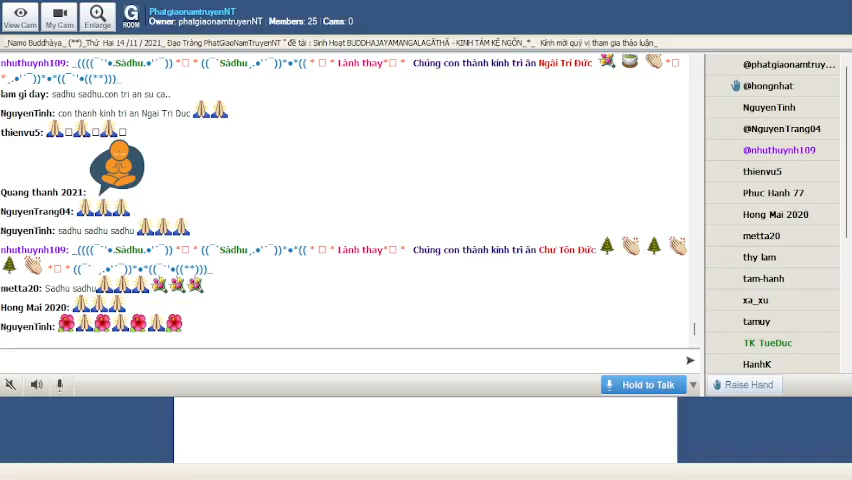 PhatgiaonamtruyenNT
Owner: phatgiaonamtruyenNT | Members: 25 | Cams: 0
View Cam My Cam Enlarge G ROOM
_Namo Buddhàya_ (**)_Thứ Hai 14 /11 / 2021_ Đạo Tràng PhatGiaoNamTruyenNT " đề tài : Sinh Hoạt BUDDHAJAYAMANGALAGĀTHĀ - KINH TÁM KỆ NGÔN_*_ Kính mời quý vị tham gia thảo luận_
nhuthuynh109: _((((¯`'•.Sàdhu.•'´¯)) *□ * ((¯`Sàdhu¸.•'´¯))*•*(( * □ * Lành thay*□ * Chúng con thành kính tri ân Ngài Trí Đức *□
* ¸.•'´¯))*•*((¯`'•((**)))_
lam gi day: sadhu sadhu.con tri an su ca..
NguyenTinh: con thanh kinh tri an Ngai Tri Duc
thienvu5: □ □ □
Quang thanh 2021:
NguyenTrang04:
NguyenTinh: sadhu sadhu sadhu
nhuthuynh109: _((((¯`'•.Sàdhu.•'´¯)) *□ * ((¯`Sàdhu¸.•'´¯))*•*(( * □ * Lành thay*□ * Chúng con thành kính tri ân Chư Tôn Đức
*□ * ((¯` ¸.•'´¯))*•*((¯`'•((**)))_
metta20: Sadhu sadhu
Hong Mai 2020:
NguyenTinh:
@phatgiaonamtruy...
@hongnhat
NguyenTinh
@NguyenTrang04
@nhuthuynh109
thienvu5
Phuc Hanh 77
Hong Mai 2020
metta20
thy lam
tam-hanh
xa_xu
tamuy
TK TueDuc
HanhK
Hold to Talk
Raise Hand